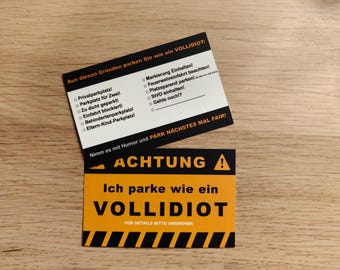 Aus diesen Gründen parken Sie wie ein VOLLIDIOT:
Privatparkplatz!
Parkplatz für Zwei!
Zu dicht geparkt!
Einfahrt blockiert!
Behindertenparkplatz!
Eltern-Kind-Parkplatz!
Markierung Einhalten!
Feuerwehreinfahrt beachten!
Platzsparend parken!
StVO einhalten!
Gehts noch!?
Nimm es mit Humor und PARK NÄCHSTES MAL FAIR!
ACHTUNG
Ich parke wie ein
VOLLIDIOT
FÜR DETAILS BITTE UMDREHEN